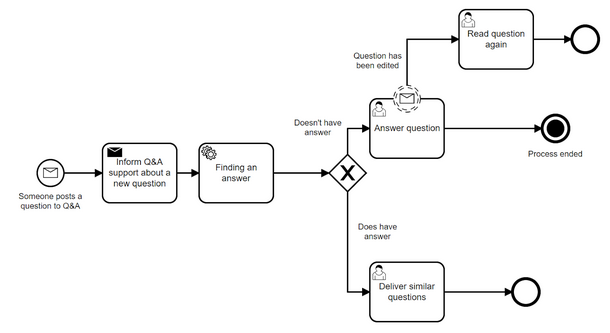 Read question
again
Question has
been edited
Doesn't have
answer
Answer question
Process ended
Inform Q&A
support about a
new question
Finding an
answer
Someone posts a
question to Q&A
Does have
answer
Deliver similar
questions